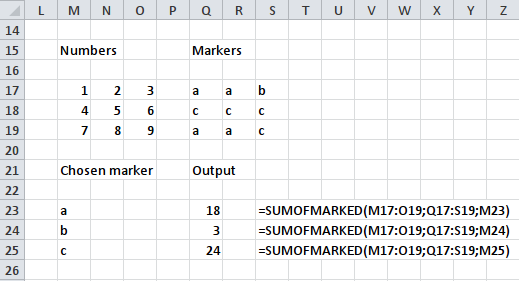 L M N O P Q R S T U V W X Y Z
14
15 Numbers Markers
16
17 1 2 3 a a b
18 4 5 6 c c c
19 7 8 9 a a c
20
21 Chosen marker Output
22
23 a 18 =SUMOFMARKED(M17:O19;Q17:S19;M23)
24 b 3 =SUMOFMARKED(M17:O19;Q17:S19;M24)
25 c 24 =SUMOFMARKED(M17:O19;Q17:S19;M25)
26